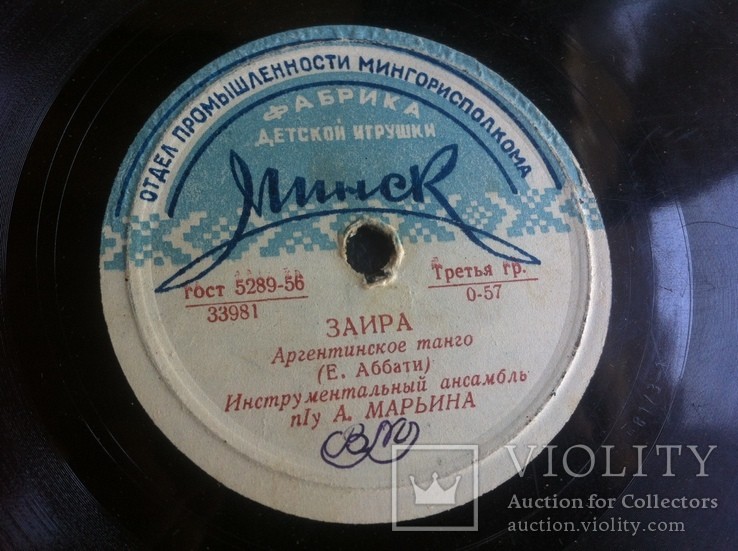 ОТДЕЛ ПРОМЫШЛЕННОСТИ МИНГОРИСПОЛКОМА
ФАБРИКА
ДЕТСКОЙ ИГРУШКИ
Минск
ГОСТ 5289-56
33981
Третья гр.
0-57
ЗАИРА
Аргентинское танго
(Е. Аббати)
Инструментальный ансамбль
пIу А. МАРЬИНА
VIOLITY
Auction for Collectors
auction.violity.com